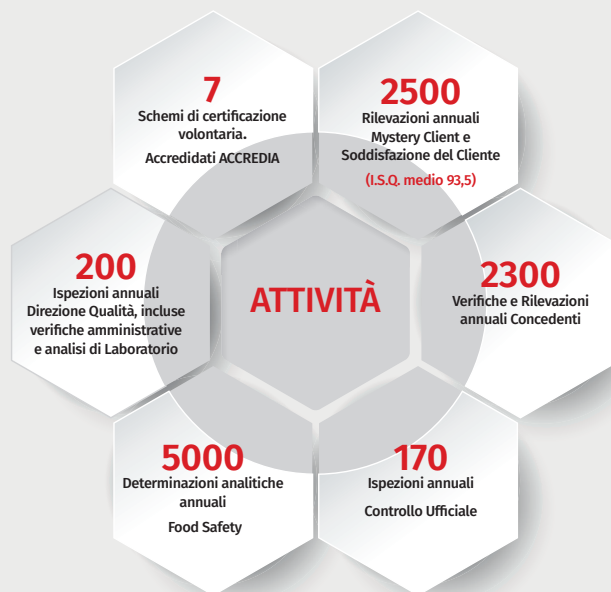 7
Schemi di certificazione
volontaria.
Accredidati ACCREDIA
2500
Rilevazioni annuali
Mystery Client e
Soddisfazione del Cliente
(I.S.Q. medio 93,5)
200
Ispezioni annuali
Direzione Qualità, incluse
verifiche amministrative
e analisi di Laboratorio
ATTIVITÀ
2300
Verifiche e Rilevazioni
annuali Concedenti
5000
Determinazioni analitiche
annuali
Food Safety
170
Ispezioni annuali
Controllo Ufficiale